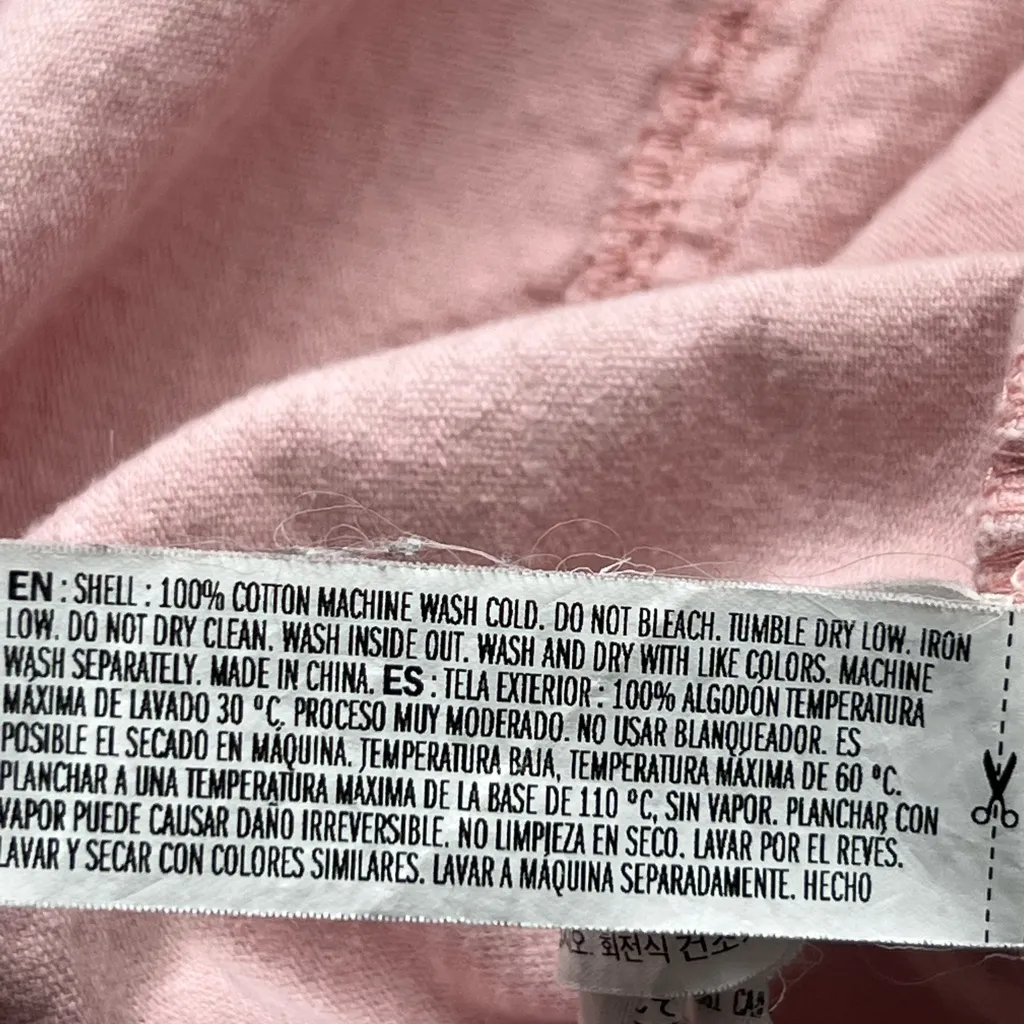 EN : SHELL : 100% COTTON MACHINE WASH COLD. DO NOT BLEACH. TUMBLE DRY LOW. IRON
LOW. DO NOT DRY CLEAN. WASH INSIDE OUT. WASH AND DRY WITH LIKE COLORS. MACHINE
WASH SEPARATELY. MADE IN CHINA. ES : TELA EXTERIOR : 100% ALGODÓN TEMPERATURA
MÁXIMA DE LAVADO 30 ºC, PROCESO MUY MODERADO. NO USAR BLANQUEADOR. ES
POSIBLE EL SECADO EN MÁQUINA. TEMPERATURA BAJA, TEMPERATURA MÁXIMA DE 60 ºC.
PLANCHAR A UNA TEMPERATURA MÁXIMA DE LA BASE DE 110 ºC, SIN VAPOR. PLANCHAR CON
VAPOR PUEDE CAUSAR DAÑO IRREVERSIBLE. NO LIMPIEZA EN SECO. LAVAR POR EL REVÉS.
LAVAR Y SECAR CON COLORES SIMILARES. LAVAR A MÁQUINA SEPARADAMENTE. HECHO
회전식